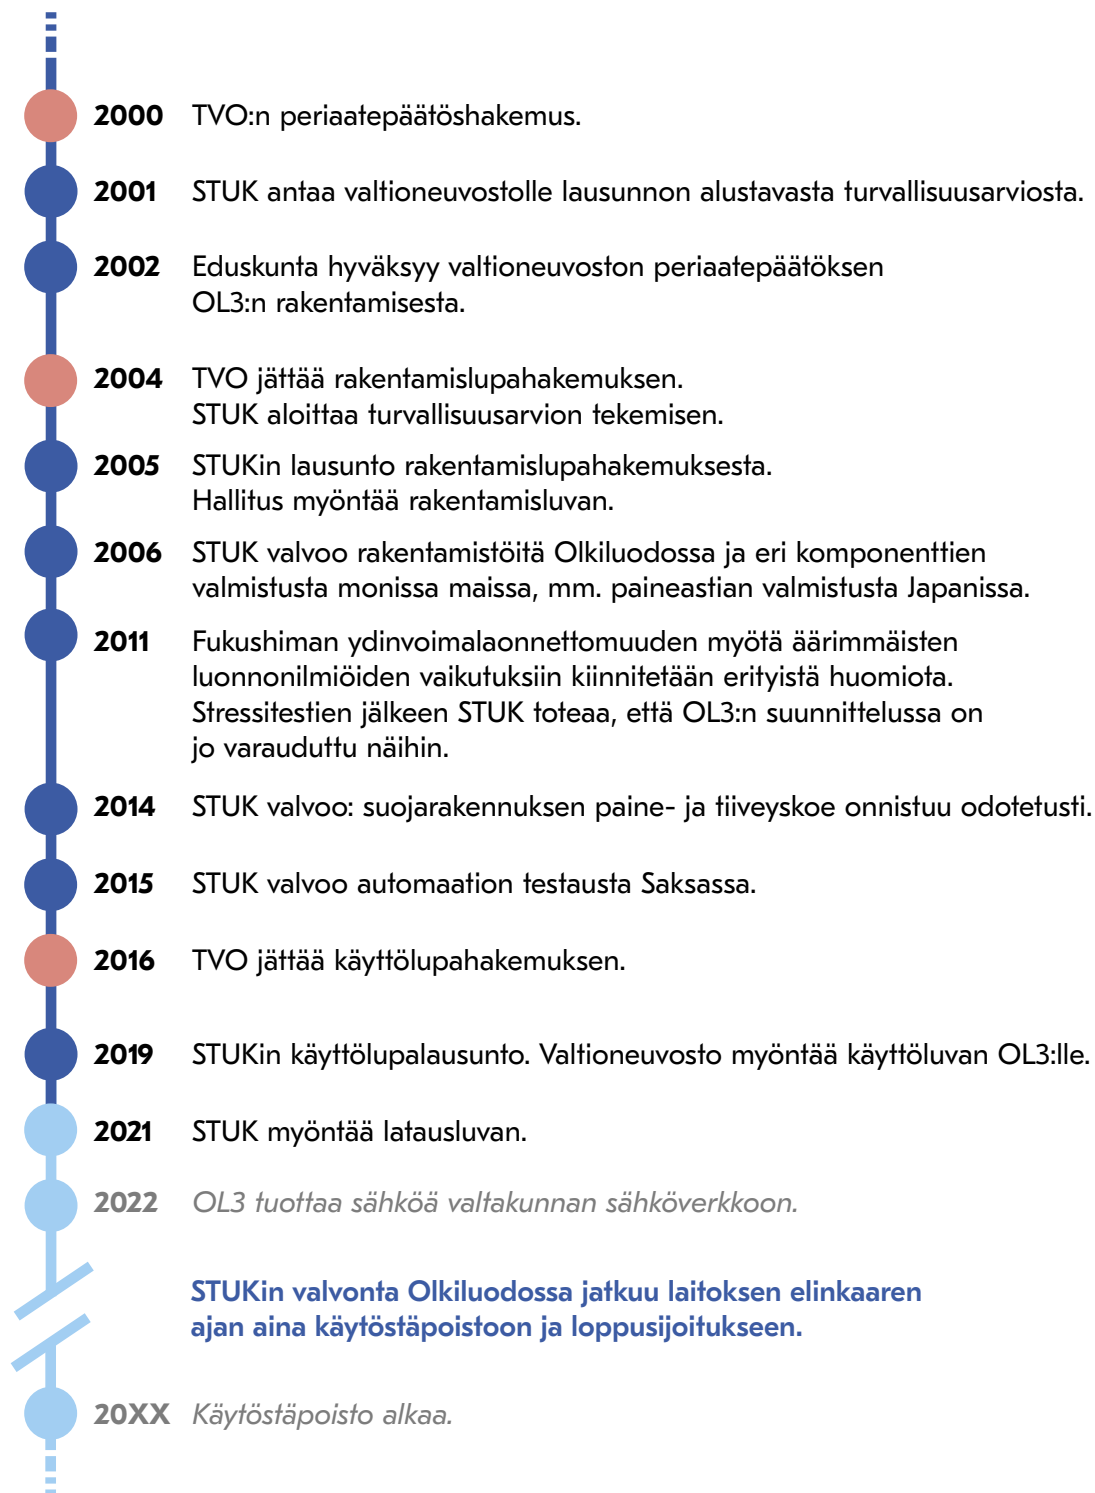 2000 TVO:n periaatepäätöshakemus.
2001 STUK antaa valtioneuvostolle lausunnon alustavasta turvallisuusarviosta.
2002 Eduskunta hyväksyy valtioneuvoston periaatepäätöksen
OL3:n rakentamisesta.
2004 TVO jättää rakentamislupahakemuksen.
STUK aloittaa turvallisuusarvion tekemisen.
2005 STUKin lausunto rakentamislupahakemuksesta.
Hallitus myöntää rakentamisluvan.
2006 STUK valvoo rakentamistöitä Olkiluodossa ja eri komponenttien
valmistusta monissa maissa, mm. paineastian valmistusta Japanissa.
2011 Fukushiman ydinvoimalaonnettomuuden myötä äärimmäisten
luonnonilmiöiden vaikutuksiin kiinnitetään erityistä huomiota.
Stressitestien jälkeen STUK toteaa, että OL3:n suunnittelussa on
jo varauduttu näihin.
2014 STUK valvoo: suojarakennuksen paine- ja tiiveyskoe onnistuu odotetusti.
2015 STUK valvoo automaation testausta Saksassa.
2016 TVO jättää käyttölupahakemuksen.
2019 STUKin käyttölupalausunto. Valtioneuvosto myöntää käyttöluvan OL3:lle.
2021 STUK myöntää latausluvan.
2022 OL3 tuottaa sähköä valtakunnan sähköverkkoon.
STUKin valvonta Olkiluodossa jatkuu laitoksen elinkaaren
ajan aina käytöstäpoistoon ja loppusijoitukseen.
20XX Käytöstäpoisto alkaa.